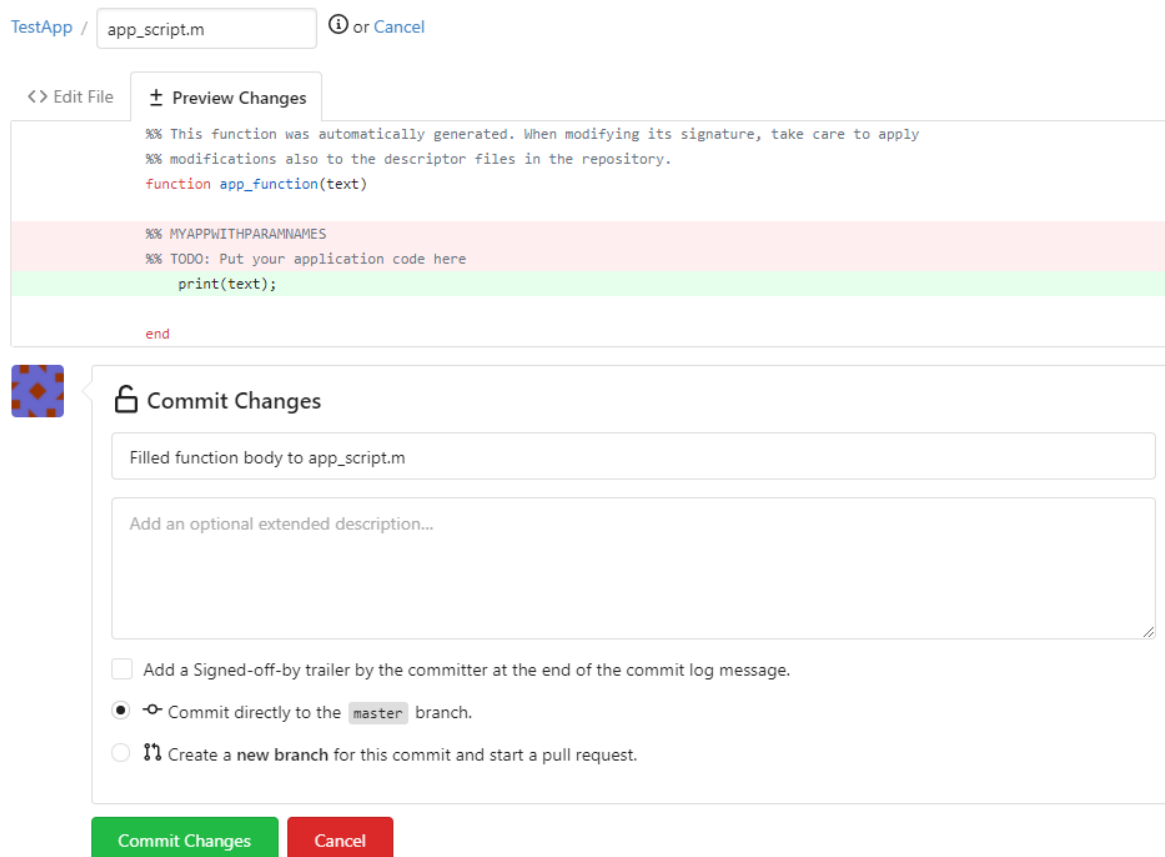 TestApp / app_script.m or Cancel
<> Edit File ± Preview Changes
%% This function was automatically generated. When modifying its signature, take care to apply
%% modifications also to the descriptor files in the repository.
function app_function(text)
%% MYAPPWITHPARAMNAMES
%% TODO: Put your application code here
print(text);
end
Commit Changes
Filled function body to app_script.m
Add an optional extended description...
Add a Signed-off-by trailer by the committer at the end of the commit log message.
Commit directly to the master branch.
Create a new branch for this commit and start a pull request.
Commit Changes Cancel